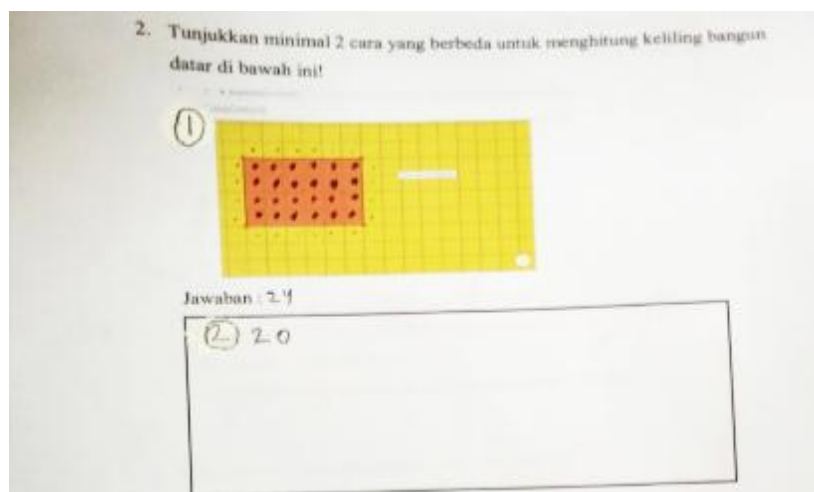 2. Tunjukkan minimal 2 cara yang berbeda untuk menghitung keliling bangun
datar di bawah ini!
1
Jawaban : 24
2 20